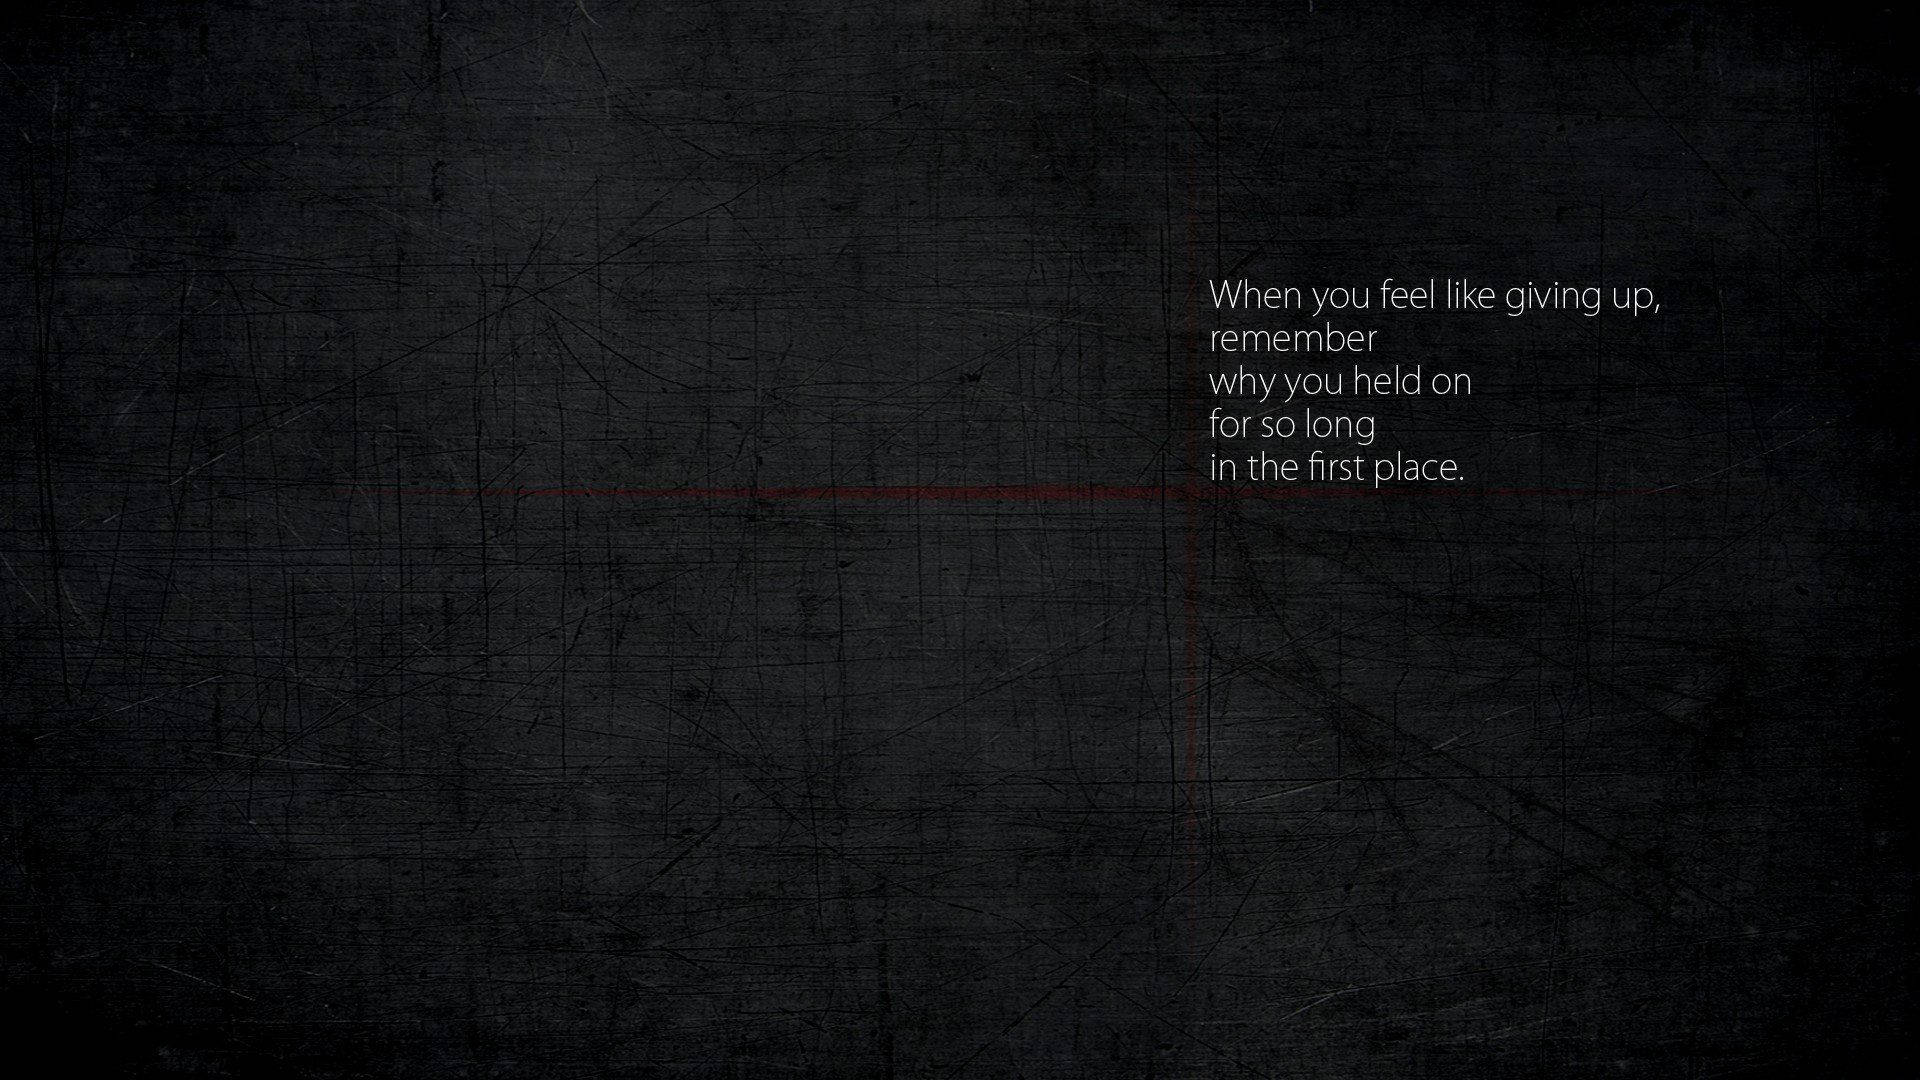 When you feel like giving up,
remember
why you held on
for so long
in the first place.